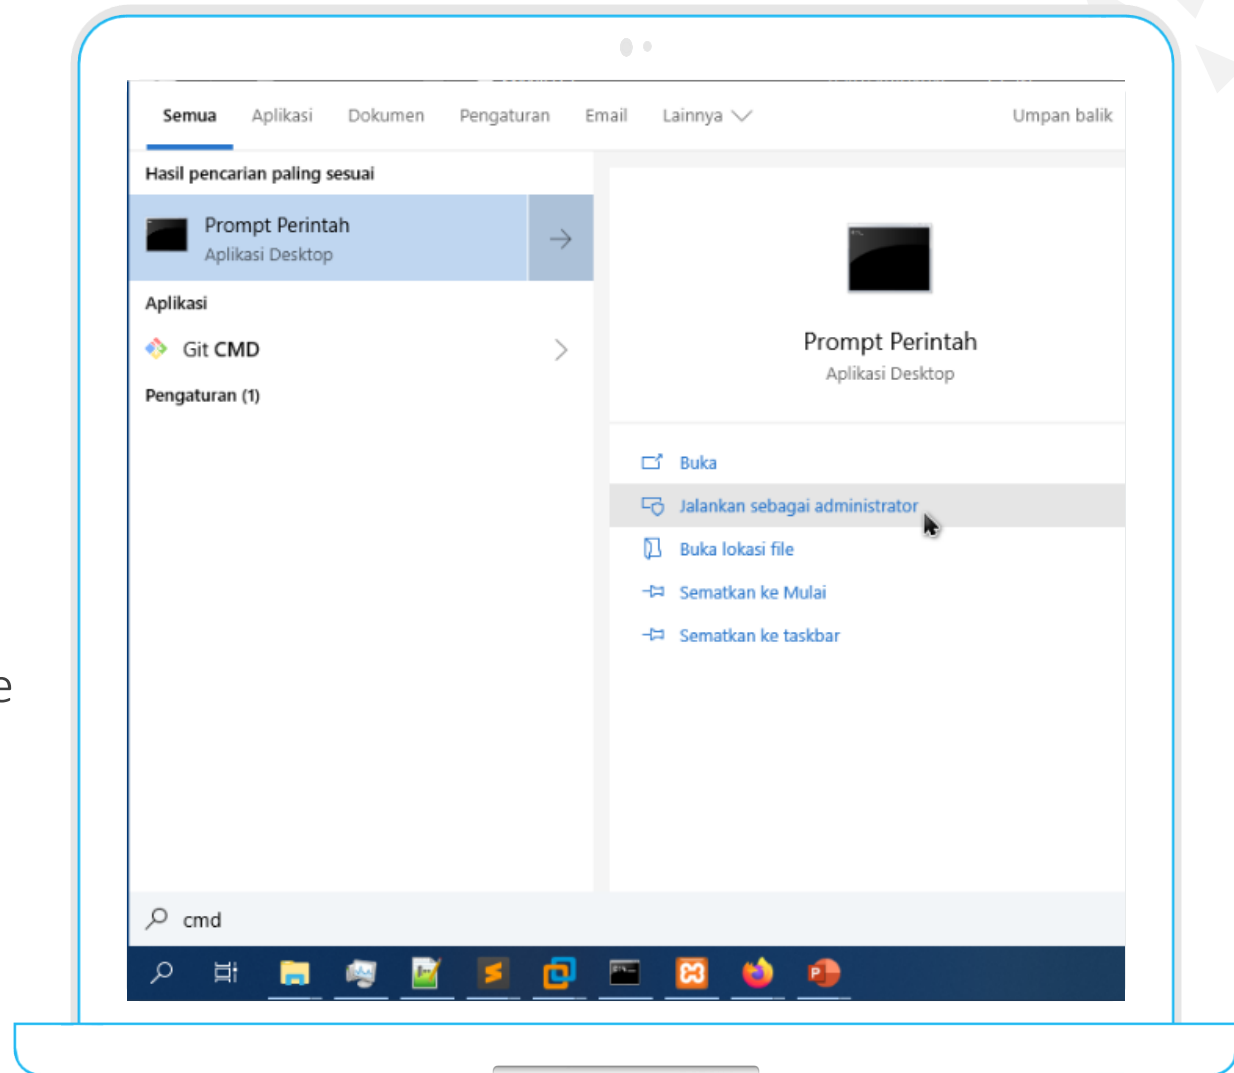 Semua Aplikasi Dokumen Pengaturan Email Lainnya Umpan balik
Hasil pencarian paling sesuai
Prompt Perintah
Aplikasi Desktop
Aplikasi
Git CMD
Pengaturan (1)
Prompt Perintah
Aplikasi Desktop
Buka
Jalankan sebagai administrator
Buka lokasi file
Sematkan ke Mulai
Sematkan ke taskbar
e
cmd